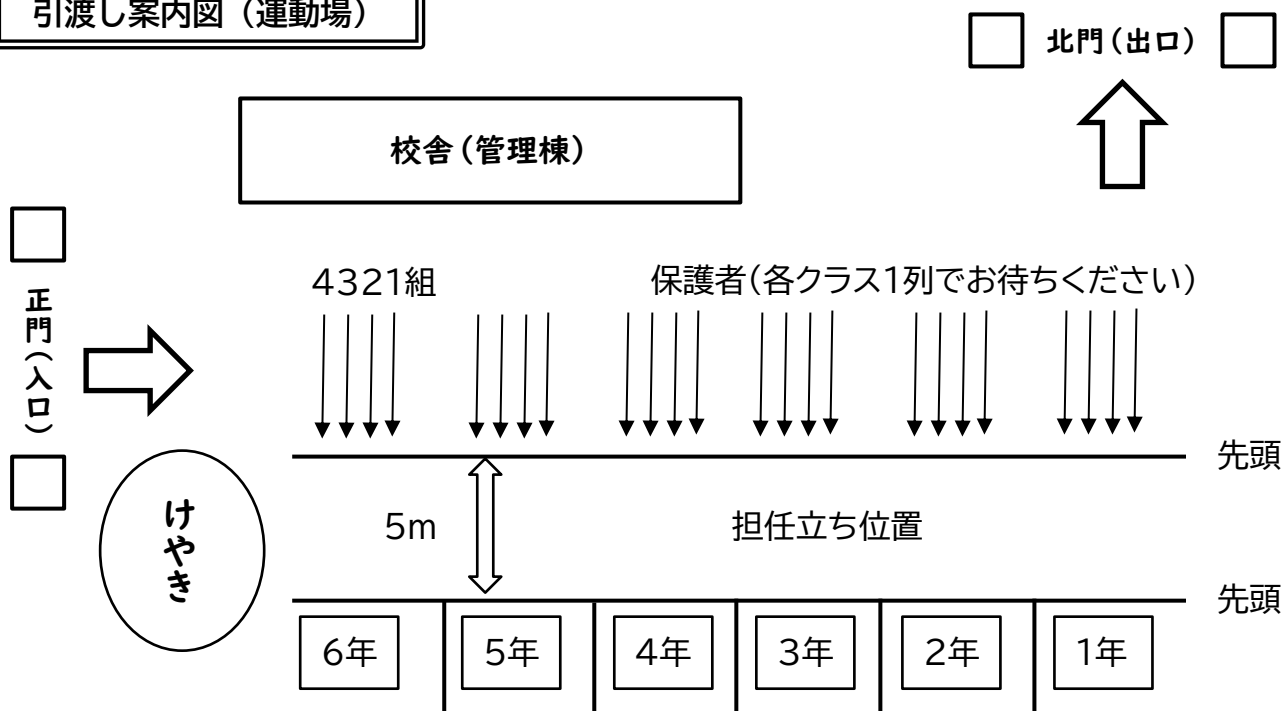 引渡し案内図（運動場）
北門（出口）
校舎（管理棟）
正門（入口）
4321組
保護者（各クラス1列でお待ちください）
先頭
けやき
5m
担任立ち位置
先頭
6年
5年
4年
3年
2年
1年